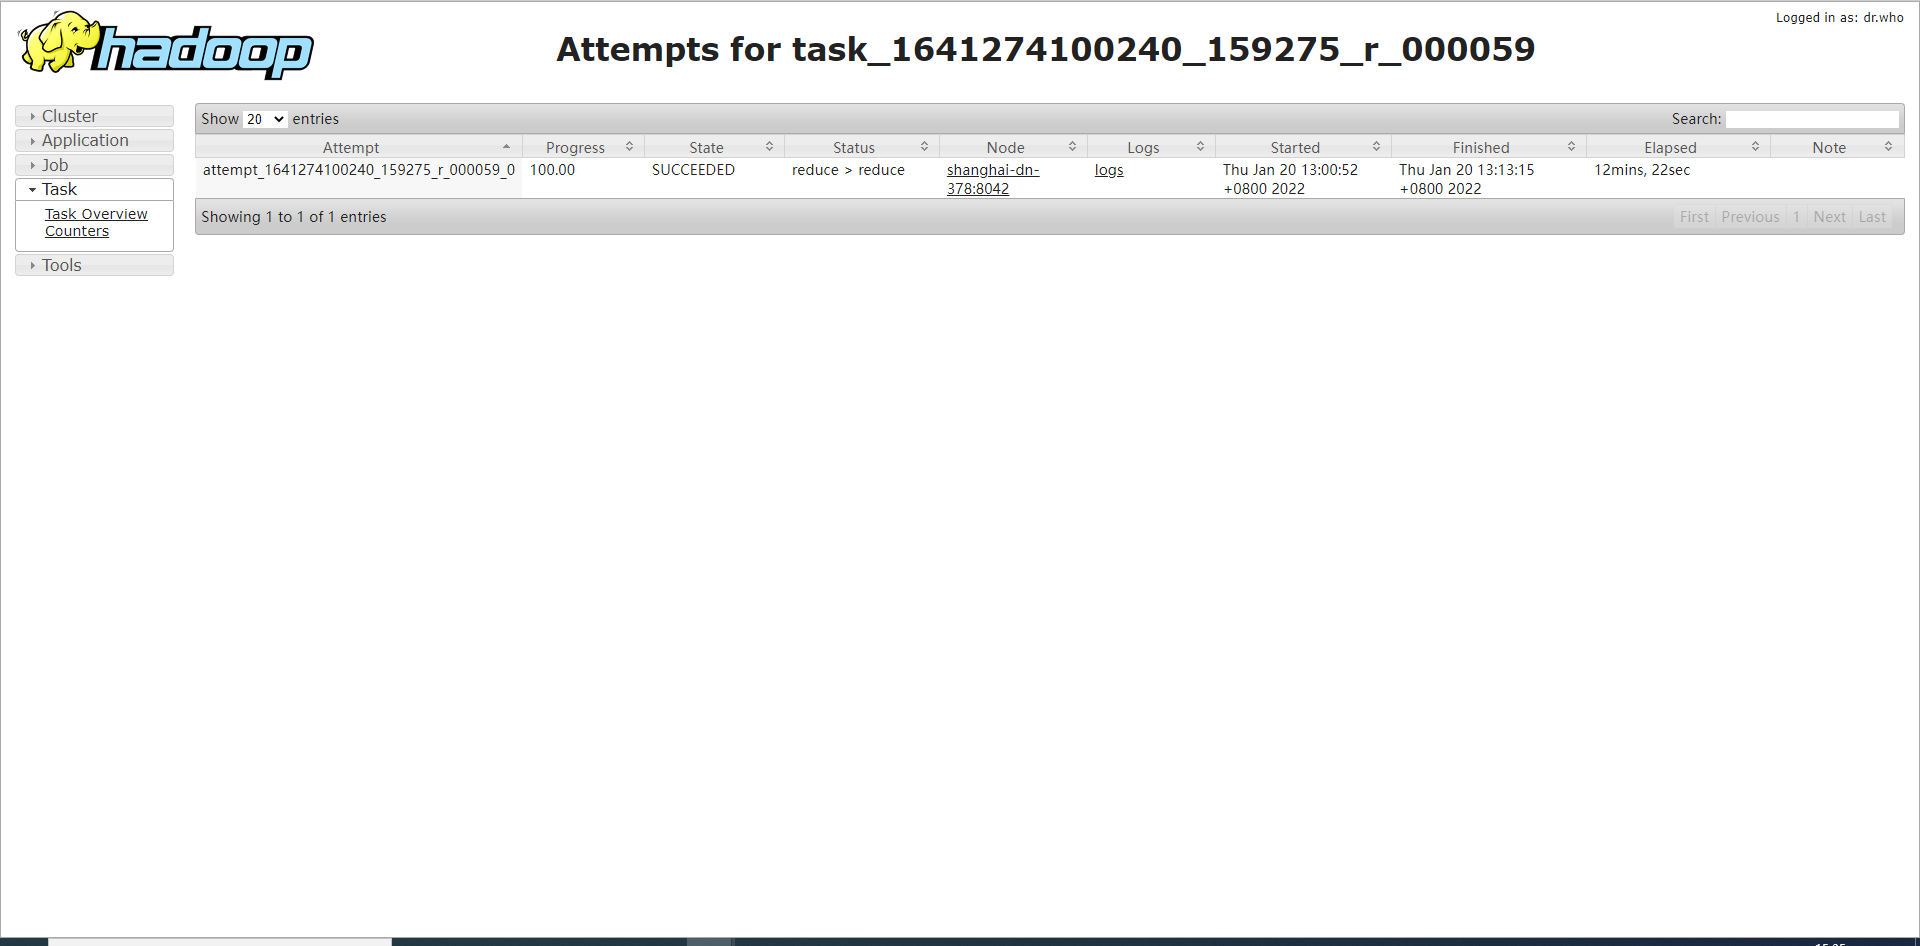 Logged in as: dr.who
hadoop
Attempts for task_1641274100240_159275_r_000059
Cluster
Application
Job
Task
Task Overview
Counters
Tools
Show 20 entries
Search:
Attempt Progress State Status Node Logs Started Finished Elapsed Note
attempt_1641274100240_159275_r_000059_0 100.00 SUCCEEDED reduce > reduce shanghai-dn- logs Thu Jan 20 13:00:52 Thu Jan 20 13:13:15 12mins, 22sec
378:8042 +0800 2022 +0800 2022
Showing 1 to 1 of 1 entries
First Previous 1 Next Last